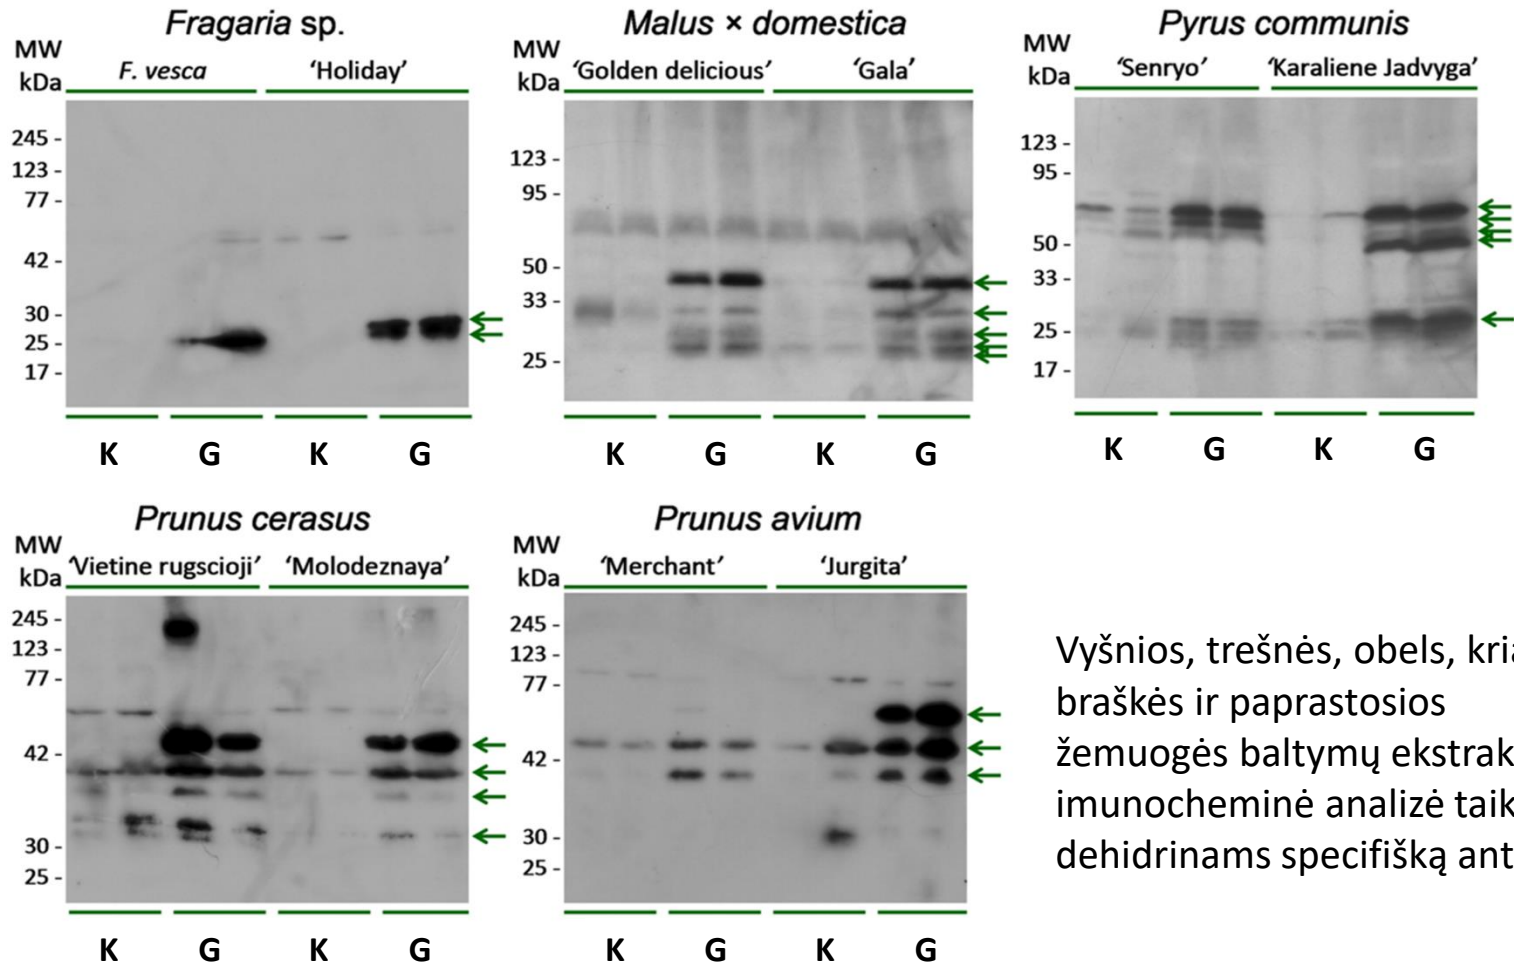 Fragaria sp.
MW
kDa
F. vesca
‘Holiday’
245 -
123 -
77 -
42 -
30 -
25 -
17 -
K G K G
Malus × domestica
MW
kDa
‘Golden delicious’
‘Gala’
123 -
95 -
50 -
33 -
25 -
K G K G
Pyrus communis
MW
kDa
‘Senryo’
‘Karaliene Jadvyga’
123 -
95 -
50 -
33 -
25 -
17 -
K G K G
Prunus cerasus
MW
kDa
‘Vietine rugscioji’
‘Molodeznaya’
245 -
123 -
77 -
42 -
30 -
25 -
K G K G
Prunus avium
MW
kDa
‘Merchant’
‘Jurgita’
245 -
123 -
77 -
42 -
30 -
25 -
K G K G
Vyšnios, trešnės, obels,
braškės ir paprastosios
žemuogės baltymų
imunocheminė analizė
dehidrinams specifišką